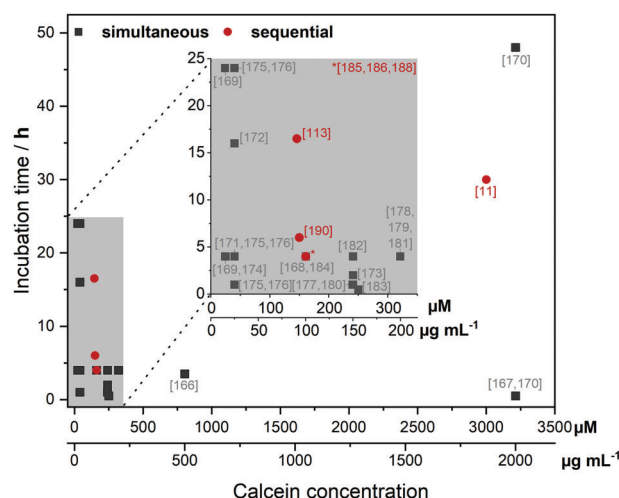 simultaneous sequential
Incubation time / h
50
40
30
20
10
0
[170]
[11]
[166]
[167,170]
25
20
15
10
5
0
[175,176] *[185,186,188]
[169]
[172] [113]
[178,
179,
181]
[190]
[171,175,176] [182]
*
[169,174] [168,184] [173]
[175,176] [177,180] [183]
0 100 200 300 µM
0 50 100 150 200 µg mL-1
0 500 1000 1500 2000 2500 3000 3500
µM
0 500 1000 1500 2000 µg mL-1
Calcein concentration